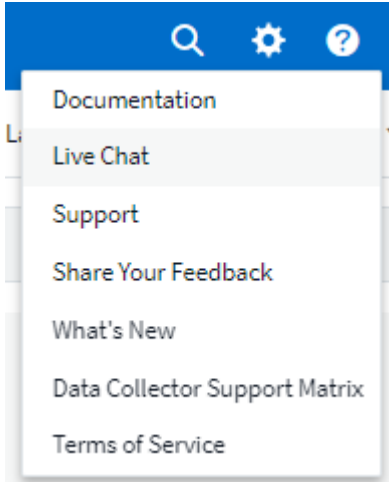 Documentation
Live Chat
Support
Share Your Feedback
What's New
Data Collector Support Matrix
Terms of Service